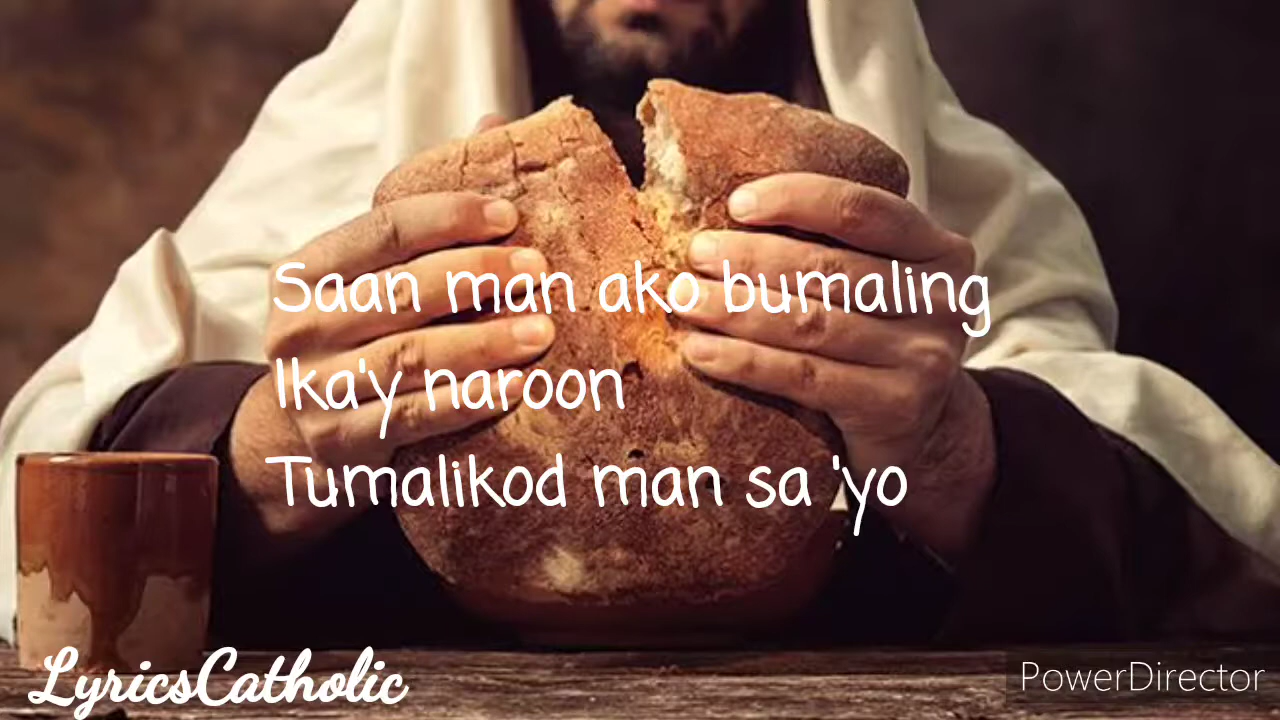 Saan man ako bumaling
Ika'y naroon
Tumalikod man sa 'yo
LyricsCatholic
PowerDirector